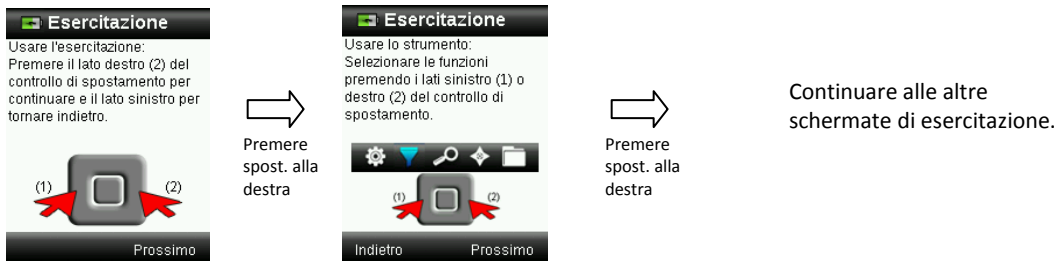 Esercitazione
Usare l'esercitazione:
Premere il lato destro (2) del
controllo di spostamento per
continuare e il lato sinistro per
tornare indietro.
(1)
(2)
Prossimo
Premere
spost. alla
destra
Esercitazione
Usare lo strumento:
Selezionare le funzioni
premendo i lati sinistro (1) o
destro (2) del controllo di
spostamento.
(1)
(2)
Indietro
Prossimo
Premere
spost. alla
destra
Continuare alle altre
schermate di esercitazione.